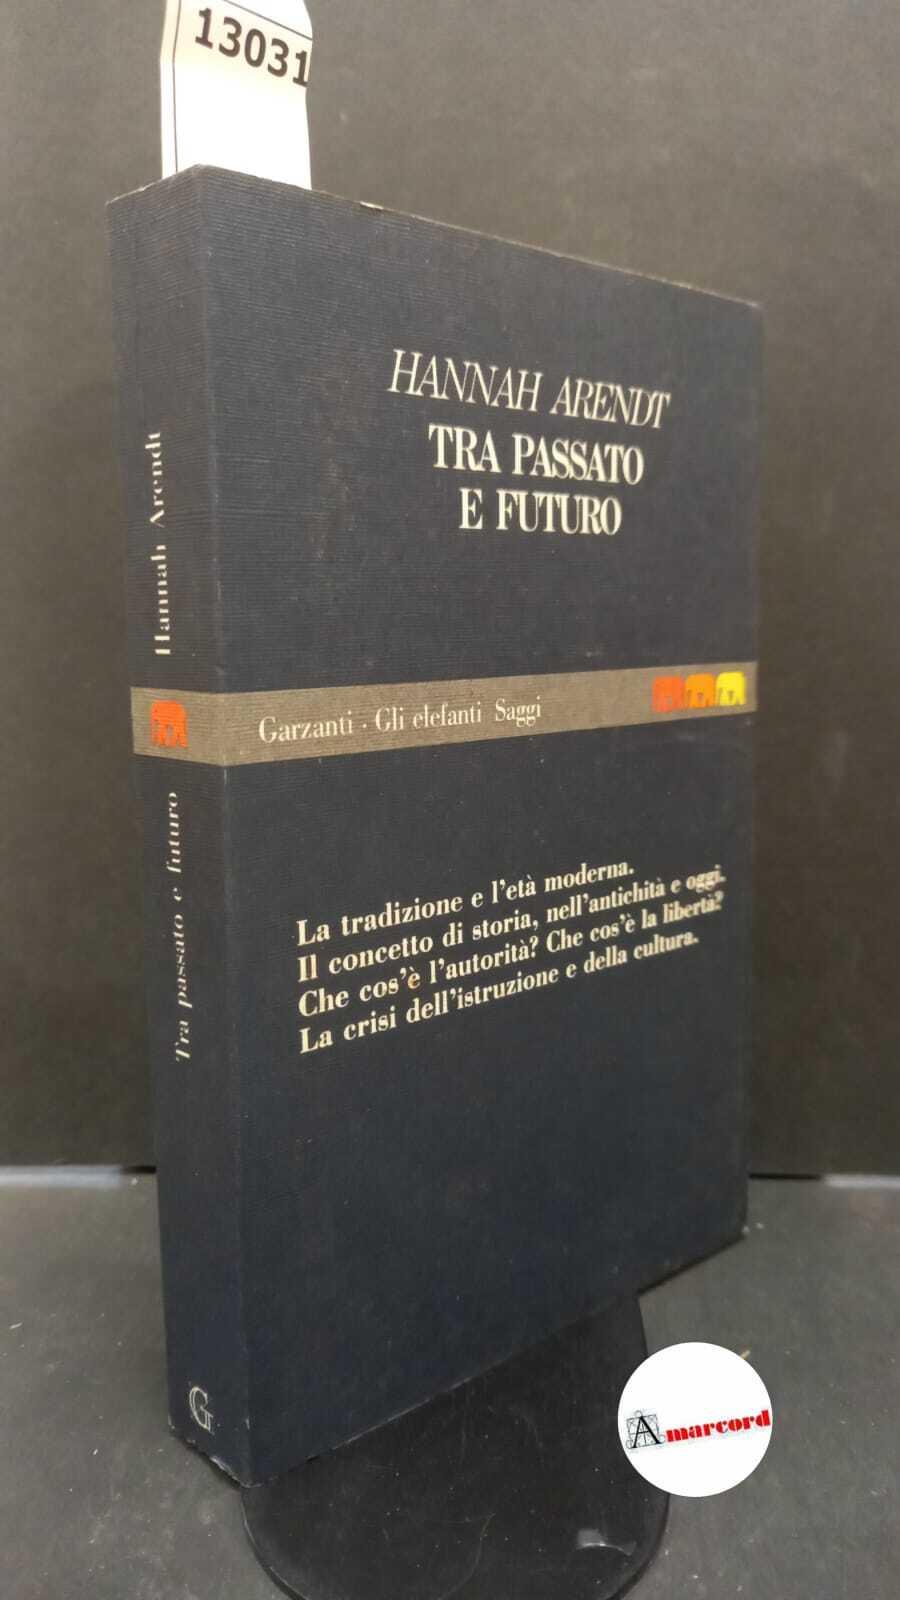 13031
HANNAH ARENDT
TRA PASSATO
E FUTURO
Garzanti · Gli elefanti Saggi
La tradizione e l'età moderna.
Il concetto di storia, nell'antichità e oggi.
Che cos'è l'autorità? Che cos'è la libertà?
La crisi dell'istruzione e della cultura.
Hannah Arendt
Tra passato e futuro
G
Amarcord